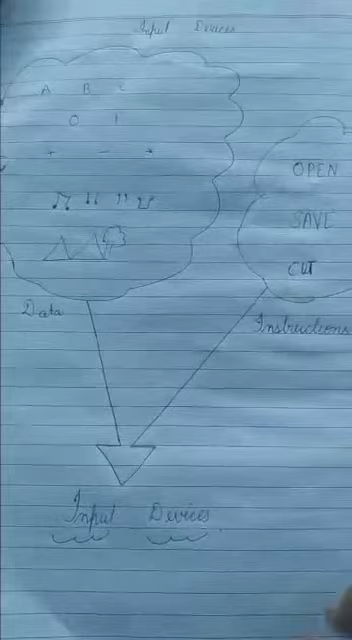 Input Devices
A B C
0 1
+ -
OPEN
SAVE
CUT
Data
Instructions
Input Devices